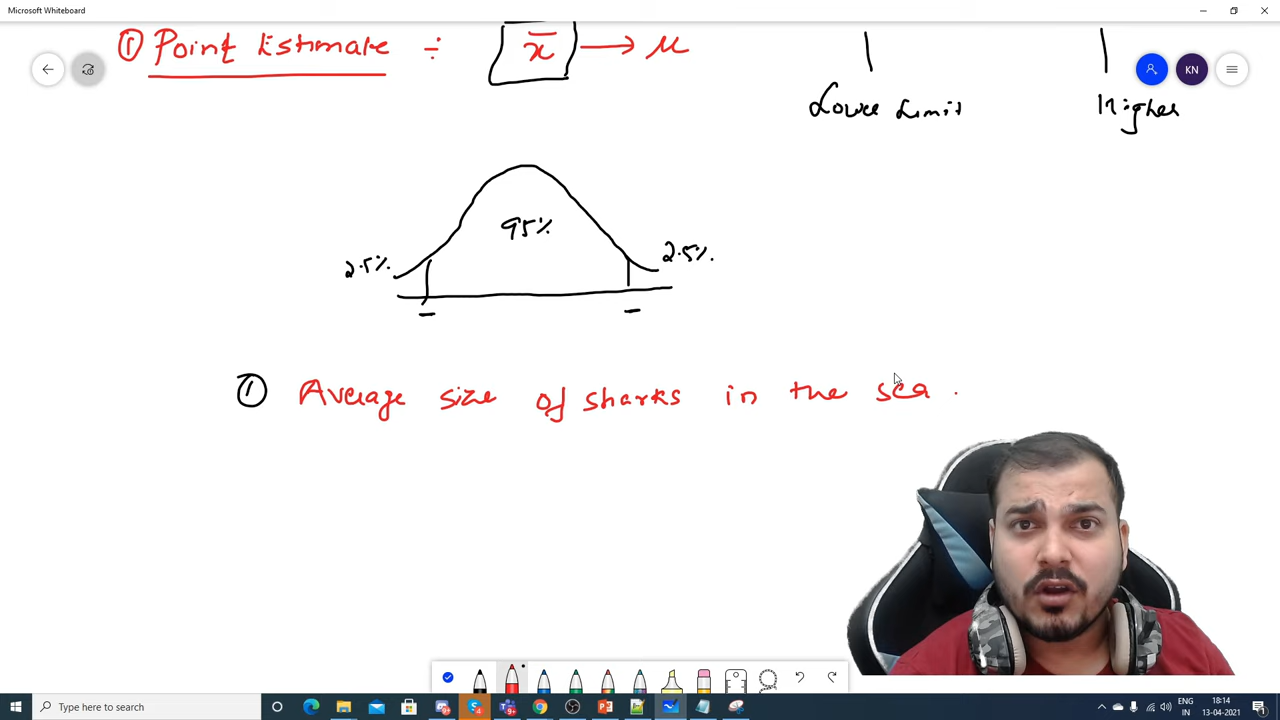 Microsoft Whiteboard
① Point Estimate ÷ x̄ → μ
KN
Lower Limit
Higher
95%
2.5%.
2.5%.
① Average size of sharks in the sea .
Type here to search
ENG
IN
18:14
13-04-2021